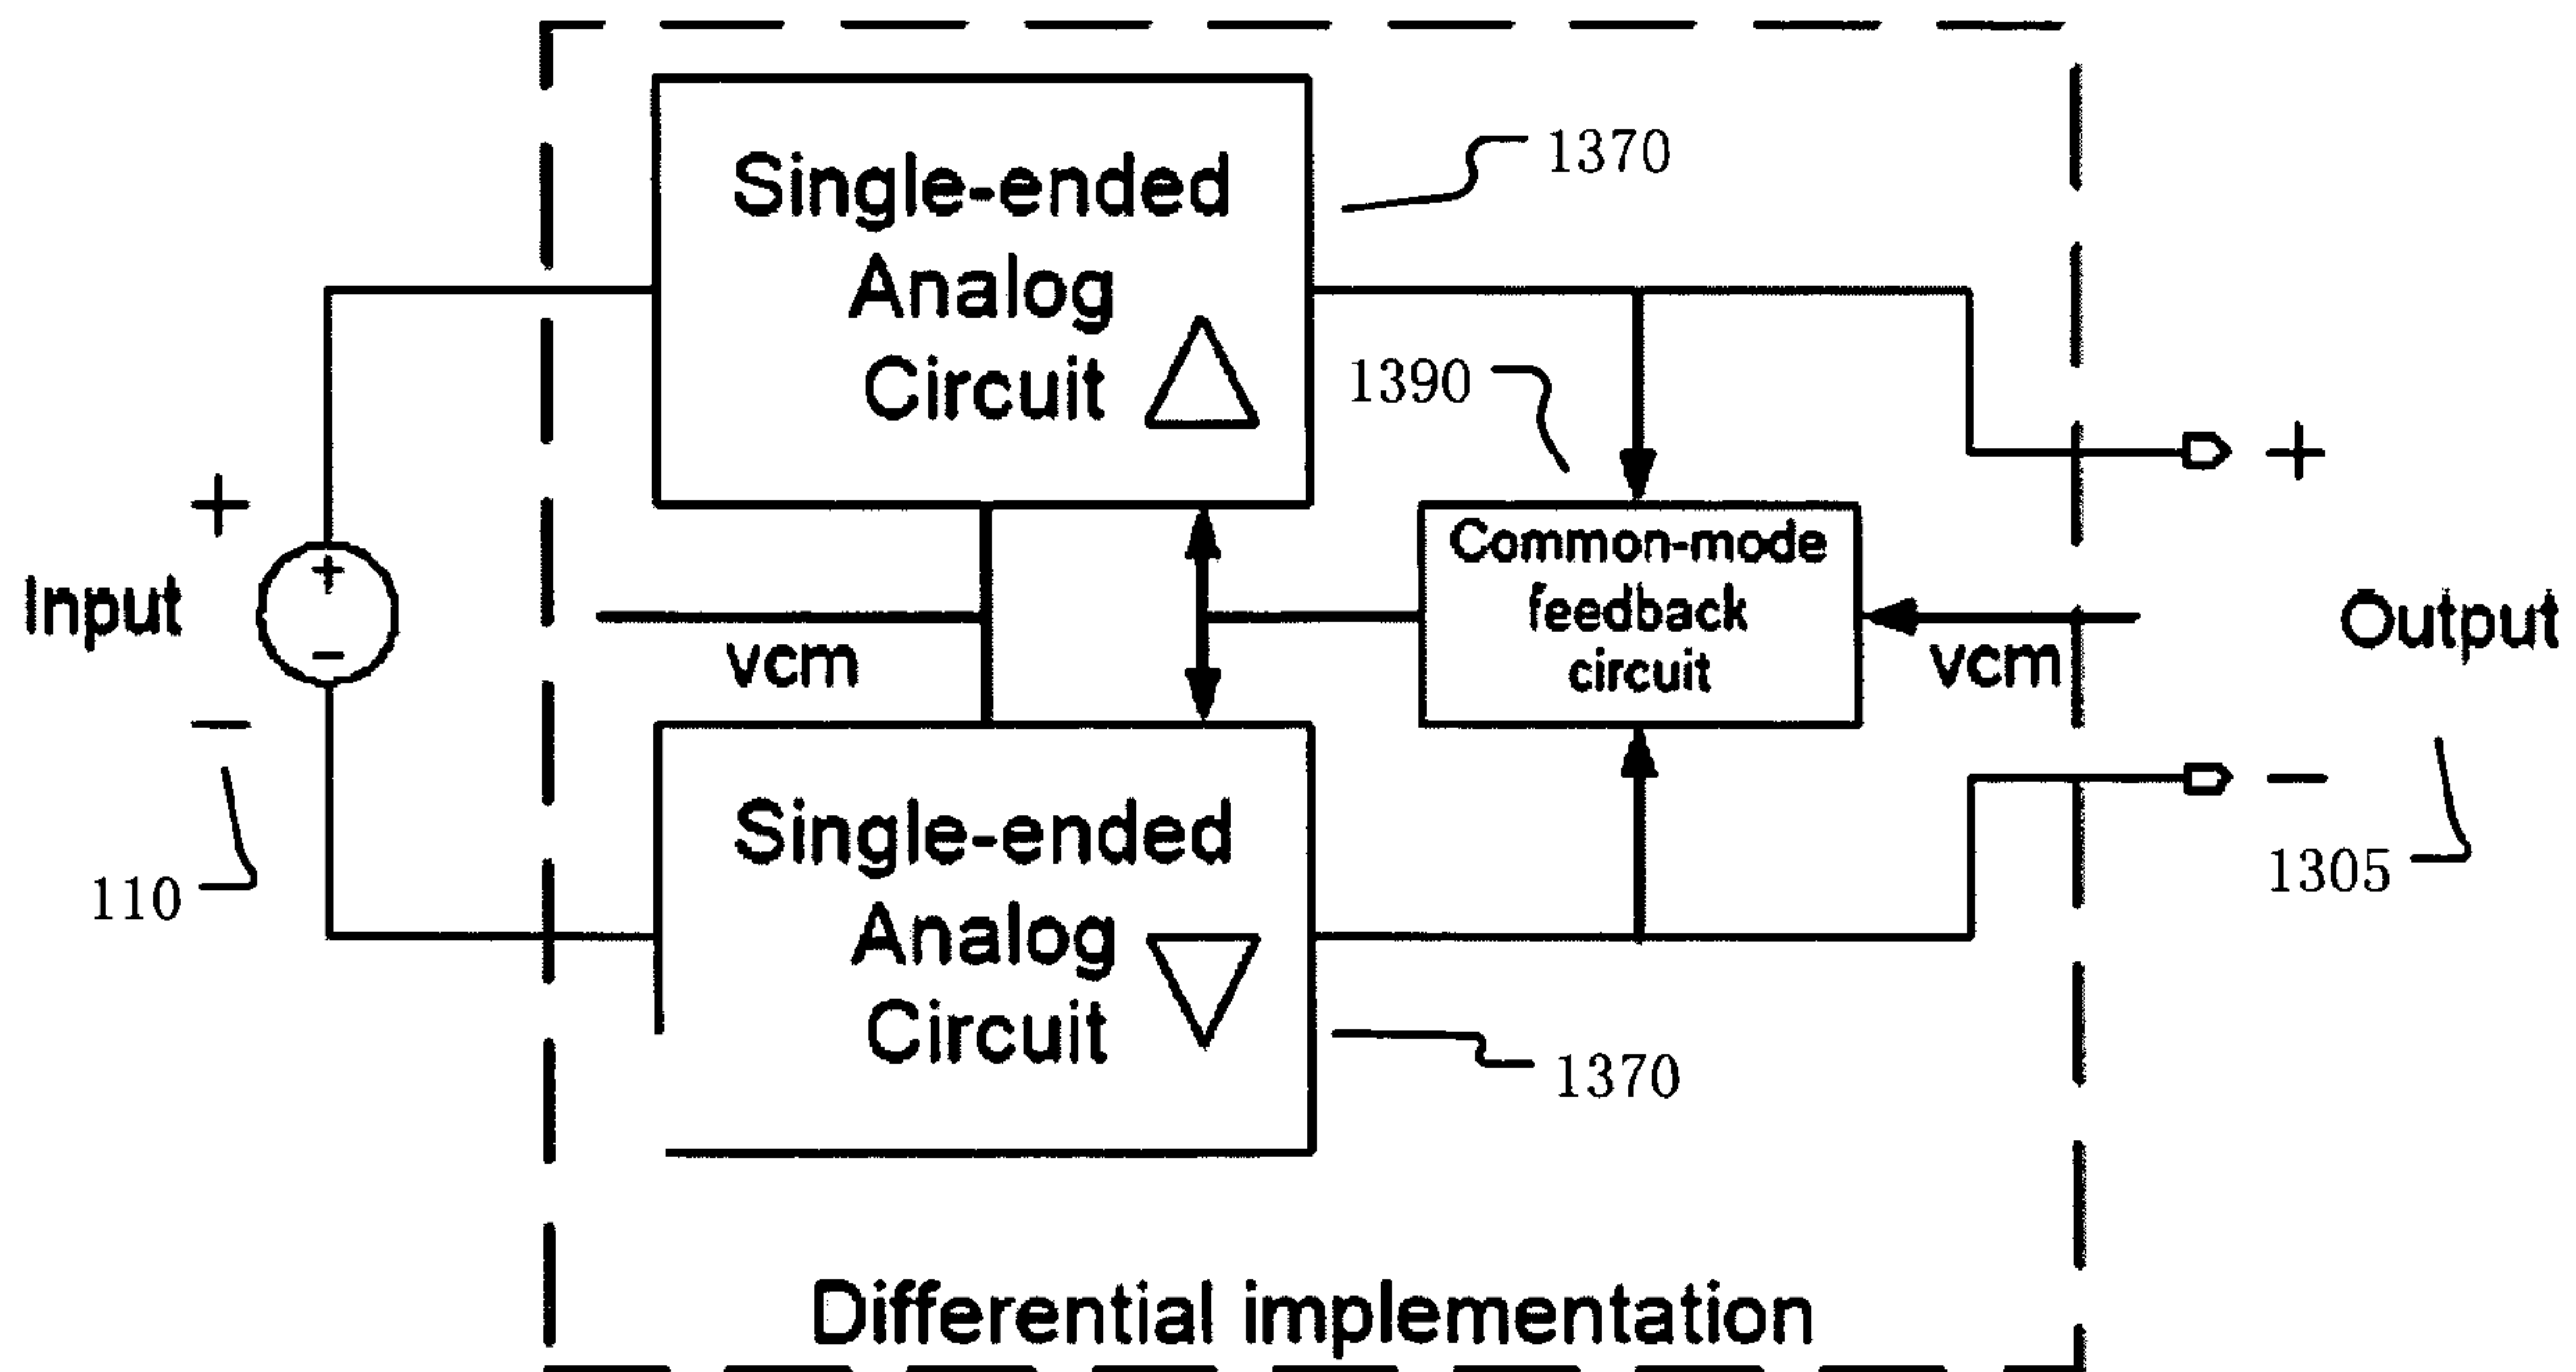 Single-ended
Analog
Circuit
1370
1390
+
+
Input
−
−
110
vcm
Common-mode
feedback
circuit
vcm
+
Output
−
1305
Single-ended
Analog
Circuit
1370
Differential implementation